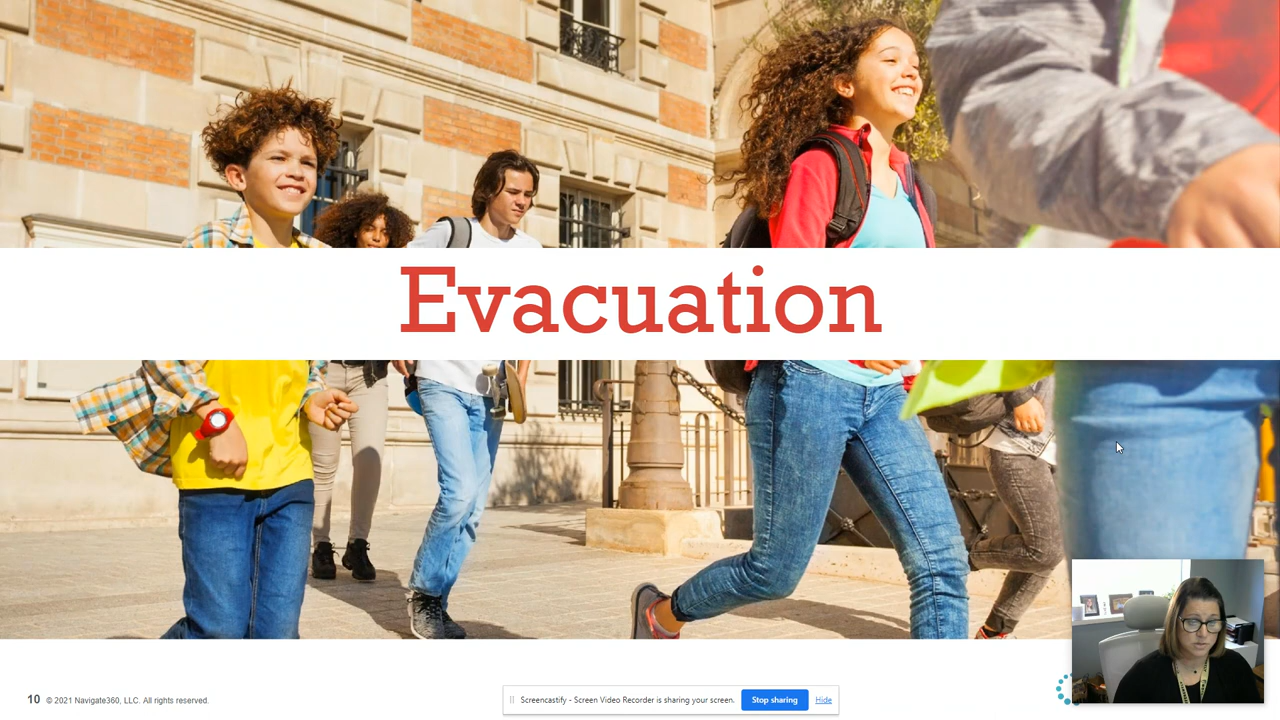 Evacuation
10 © 2021 Navigate360, LLC. All rights reserved.
Screencastify - Screen Video Recorder is sharing your screen. Stop sharing Hide